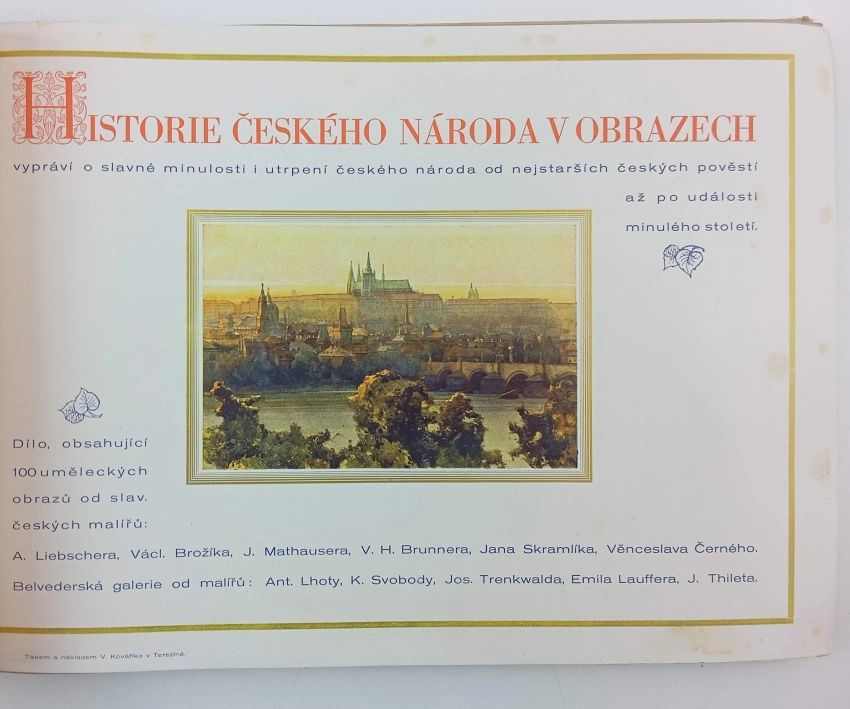 HISTORIE ČESKÉHO NÁRODA V OBRAZECH
vypráví o slavné minulosti i utrpení českého národa od nejstarších českých pověstí
až po události
minulého století.
Dílo, obsahující
100 uměleckých
obrazů od slav.
českých malířů:
A. Liebschera, Václ. Brožíka, J. Mathausera, V. H. Brunnera, Jana Skramlíka, Věnceslava Černého.
Belvederská galerie od malířů: Ant. Lhoty, K. Svobody, Jos. Trenkwalda, Emila Lauffera, J. Thileta.
Tiskem a nákladem V. Kováříka v Terezíně.